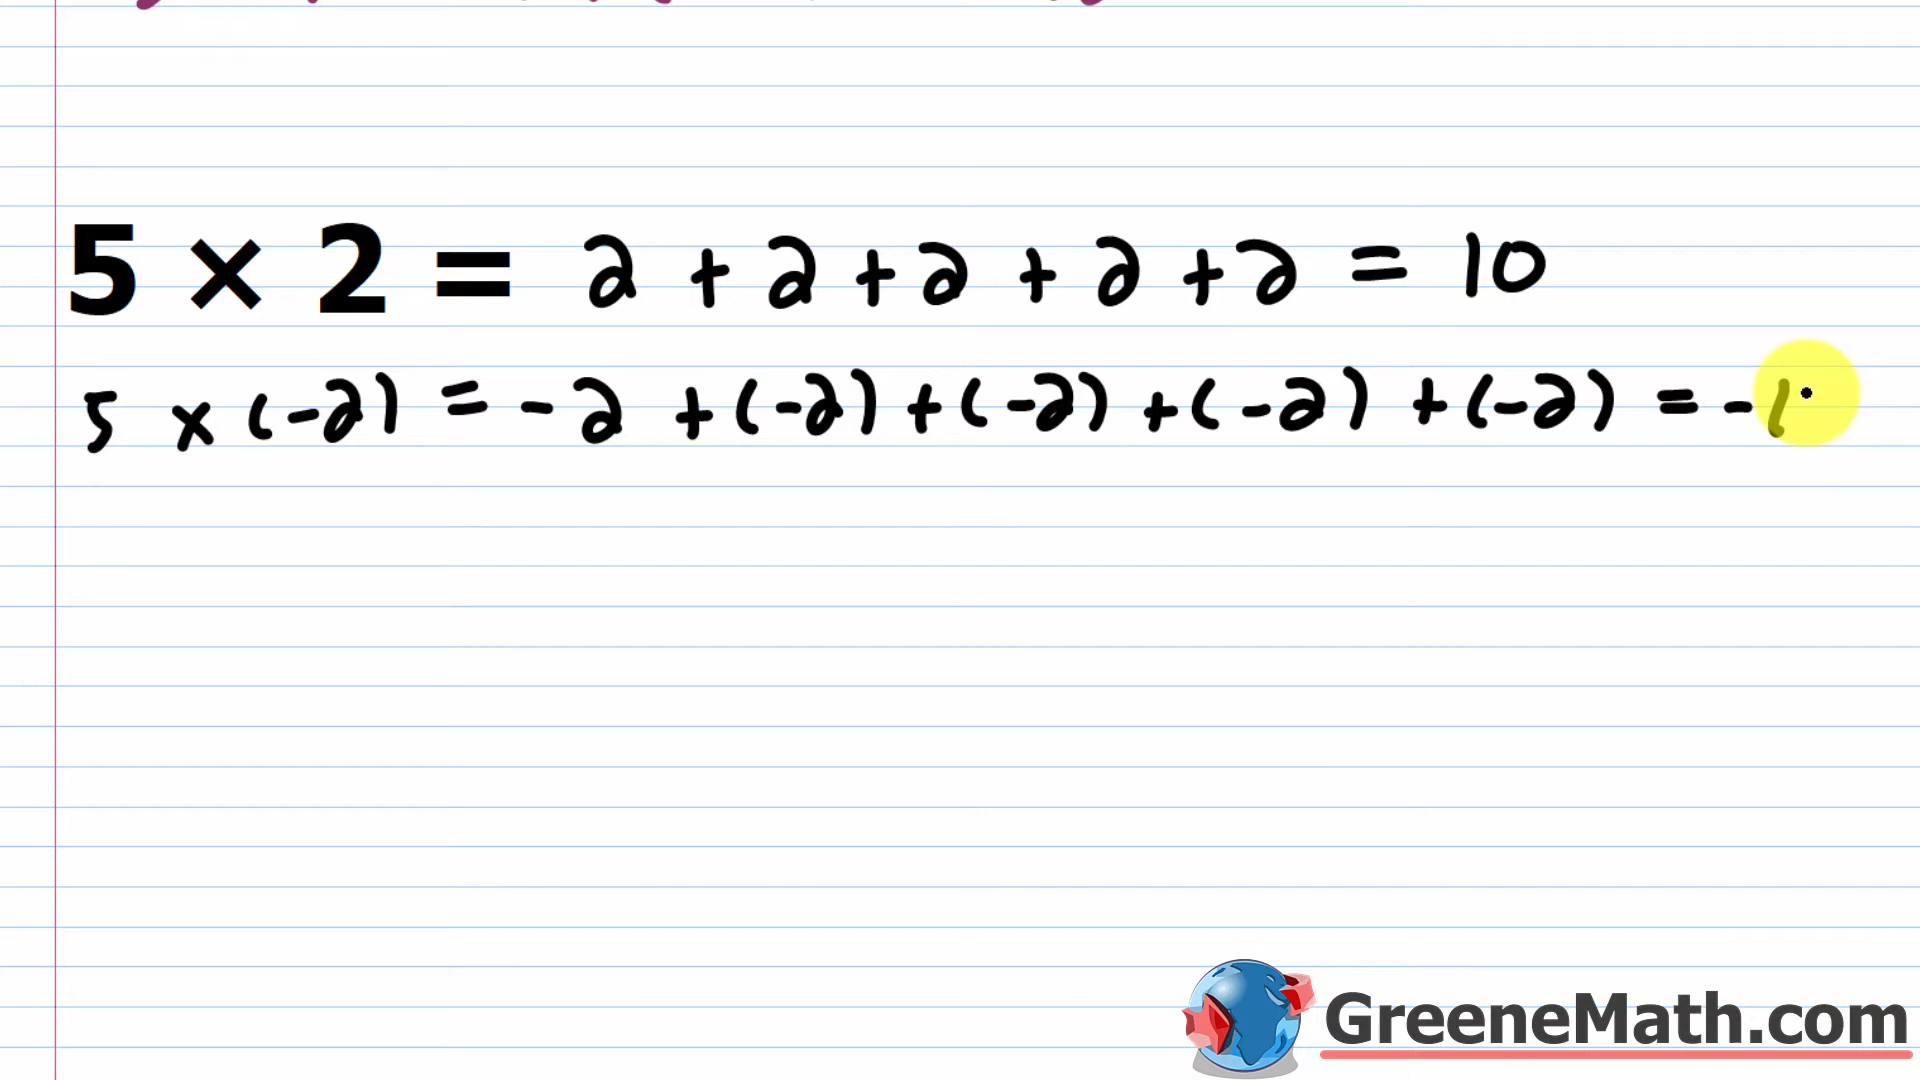 5 × 2 = 2 + 2 + 2 + 2 + 2 = 10
5 × (-2) = -2 + (-2) + (-2) + (-2) + (-2) = -1
GreeneMath.com